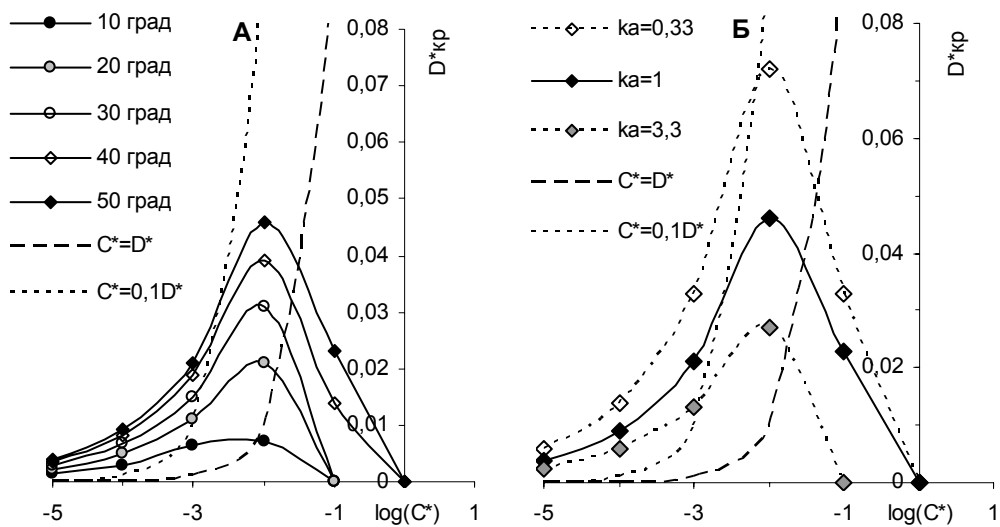 10 град
20 град
30 град
40 град
50 град
C*=D*
C*=0,1D*
А
0,08
0,07
0,06
0,05
0,04
0,03
0,02
0,01
0
D*кр
-5
-3
-1
log(C*)
1
ka=0,33
ka=1
ka=3,3
C*=D*
C*=0,1D*
Б
0,08
0,06
0,04
0,02
0
D*кр
-5
-3
-1
log(C*)
1